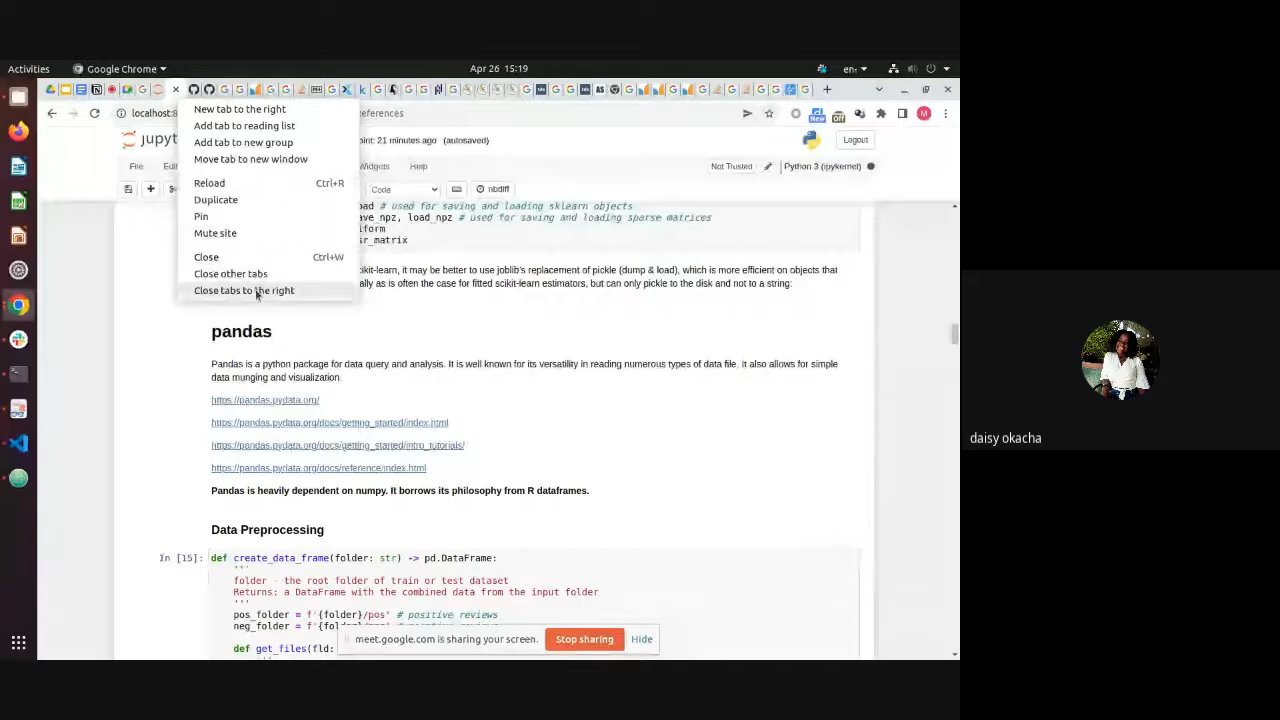 Activities
Google Chrome
Apr 26 15:19
en
localhost:8
eferences
New
Off
M
New tab to the right
Add tab to reading list
Add tab to new group
Move tab to new window
Reload Ctrl+R
Duplicate
Pin
Mute site
Close Ctrl+W
Close other tabs
Close tabs to the right
jupyt
oint: 21 minutes ago (autosaved)
Logout
File Edi
Widgets Help
Not Trusted
Python 3 (ipykernel)
Code
nbdiff
oad # used for saving and loading sklearn objects
ave_npz, load_npz # used for saving and loading sparse matrices
iform
sr_matrix
ikit-learn, it may be better to use joblib's replacement of pickle (dump & load), which is more efficient on objects that
ally as is often the case for fitted scikit-learn estimators, but can only pickle to the disk and not to a string:
pandas
Pandas is a python package for data query and analysis. It is well known for its versatility in reading numerous types of data file. It also allows for simple
data munging and visualization.
https://pandas.pydata.org/
https://pandas.pydata.org/docs/getting_started/index.html
https://pandas.pydata.org/docs/getting_started/intro_tutorials/
https://pandas.pydata.org/docs/reference/index.html
Pandas is heavily dependent on numpy. It borrows its philosophy from R dataframes.
Data Preprocessing
In [15]:
def create_data_frame(folder: str) -> pd.DataFrame:
'''
folder - the root folder of train or test dataset
Returns: a DataFrame with the combined data from the input folder
'''
pos_folder = f'{folder}/pos' # positive reviews
neg_folder = f'{fol
def get_files(fld:
meet.google.com is sharing your screen.
Stop sharing
Hide
daisy okacha